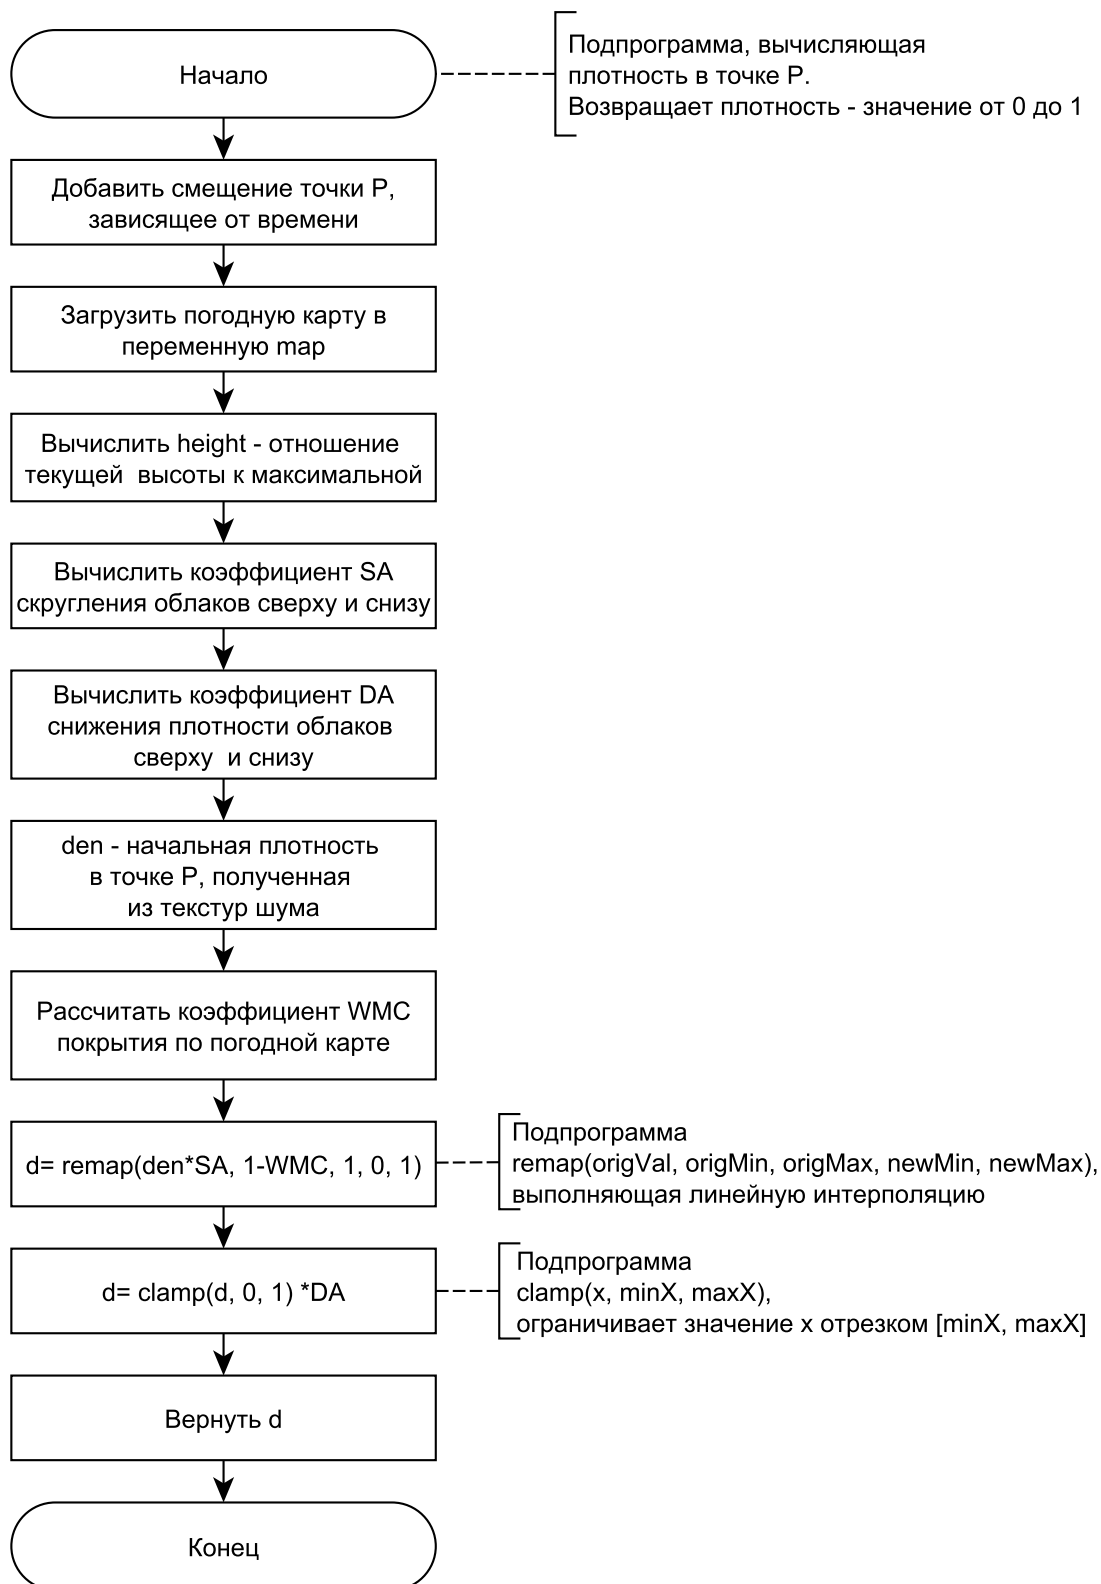 Начало
Подпрограмма, вычисляющая
плотность в точке P.
Возвращает плотность - значение от 0 до 1
Добавить смещение точки P,
зависящее от времени
Загрузить погодную карту в
переменную map
Вычислить height - отношение
текущей  высоты к максимальной
Вычислить коэффициент SA
скругления облаков сверху и снизу
Вычислить коэффициент DA
снижения плотности облаков
сверху  и снизу
den - начальная плотность
в точке P, полученная
из текстур шума
Рассчитать коэффициент WMC
покрытия по погодной карте
d= remap(den*SA, 1-WMC, 1, 0, 1)
Подпрограмма
remap(origVal, origMin, origMax, newMin, newMax),
выполняющая линейную интерполяцию
d= clamp(d, 0, 1) *DA
Подпрограмма
clamp(x, minX, maxX),
ограничивает значение x отрезком [minX, maxX]
Вернуть d
Конец